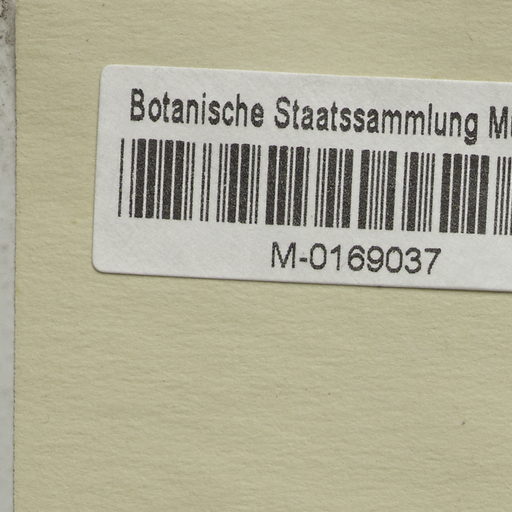 Botanische Staatssammlung
M-0169037